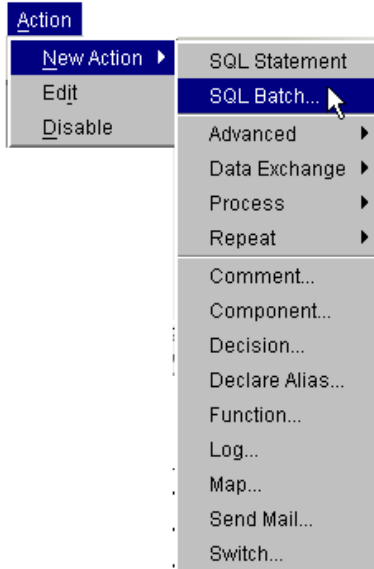 Action
New Action
Edit
Disable
SQL Statement
SQL Batch...
Advanced
Data Exchange
Process
Repeat
Comment...
Component...
Decision...
Declare Alias...
Function...
Log...
Map...
Send Mail...
Switch...